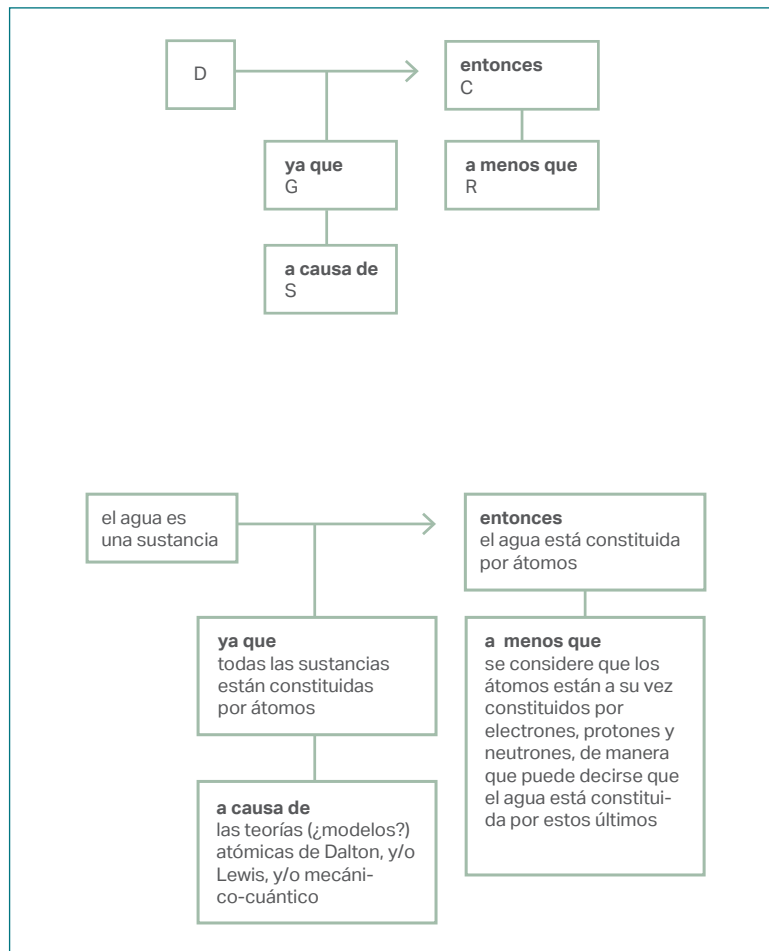 D
entonces
C
ya que
G
a menos que
R
a causa de
S
el agua es
una sustancia
entonces
el agua está constituida
por átomos
ya que
todas las sustancias
están constituidas
por átomos
a menos que
se considere que los
átomos están a su vez
constituidos por
electrones, protones y
neutrones, de manera
que puede decirse que
el agua está constitui-
da por estos últimos
a causa de
las teorías (¿modelos?)
atómicas de Dalton, y/o
Lewis, y/o mecáni-
co-cuántico